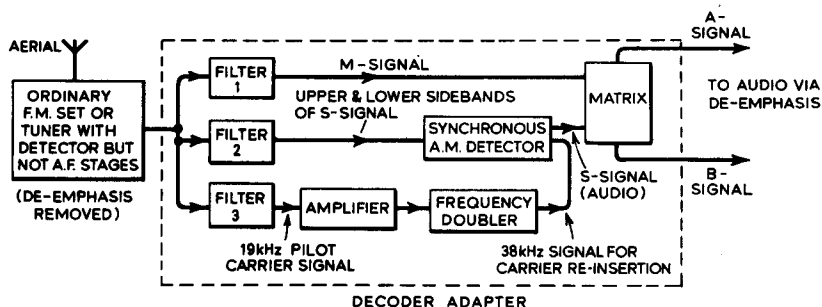 AERIAL
ORDINARY
F.M. SET OR
TUNER WITH
DETECTOR BUT
NOT A.F. STAGES
(DE-EMPHASIS
REMOVED)
FILTER
1
M-SIGNAL
UPPER & LOWER SIDEBANDS
OF S-SIGNAL
FILTER
2
SYNCHRONOUS
A.M. DETECTOR
FILTER
3
AMPLIFIER
FREQUENCY
DOUBLER
19kHz PILOT
CARRIER SIGNAL
38kHz SIGNAL FOR
CARRIER RE-INSERTION
S-SIGNAL
(AUDIO)
MATRIX
A-
SIGNAL
TO AUDIO VIA
DE-EMPHASIS
B-
SIGNAL
DECODER ADAPTER